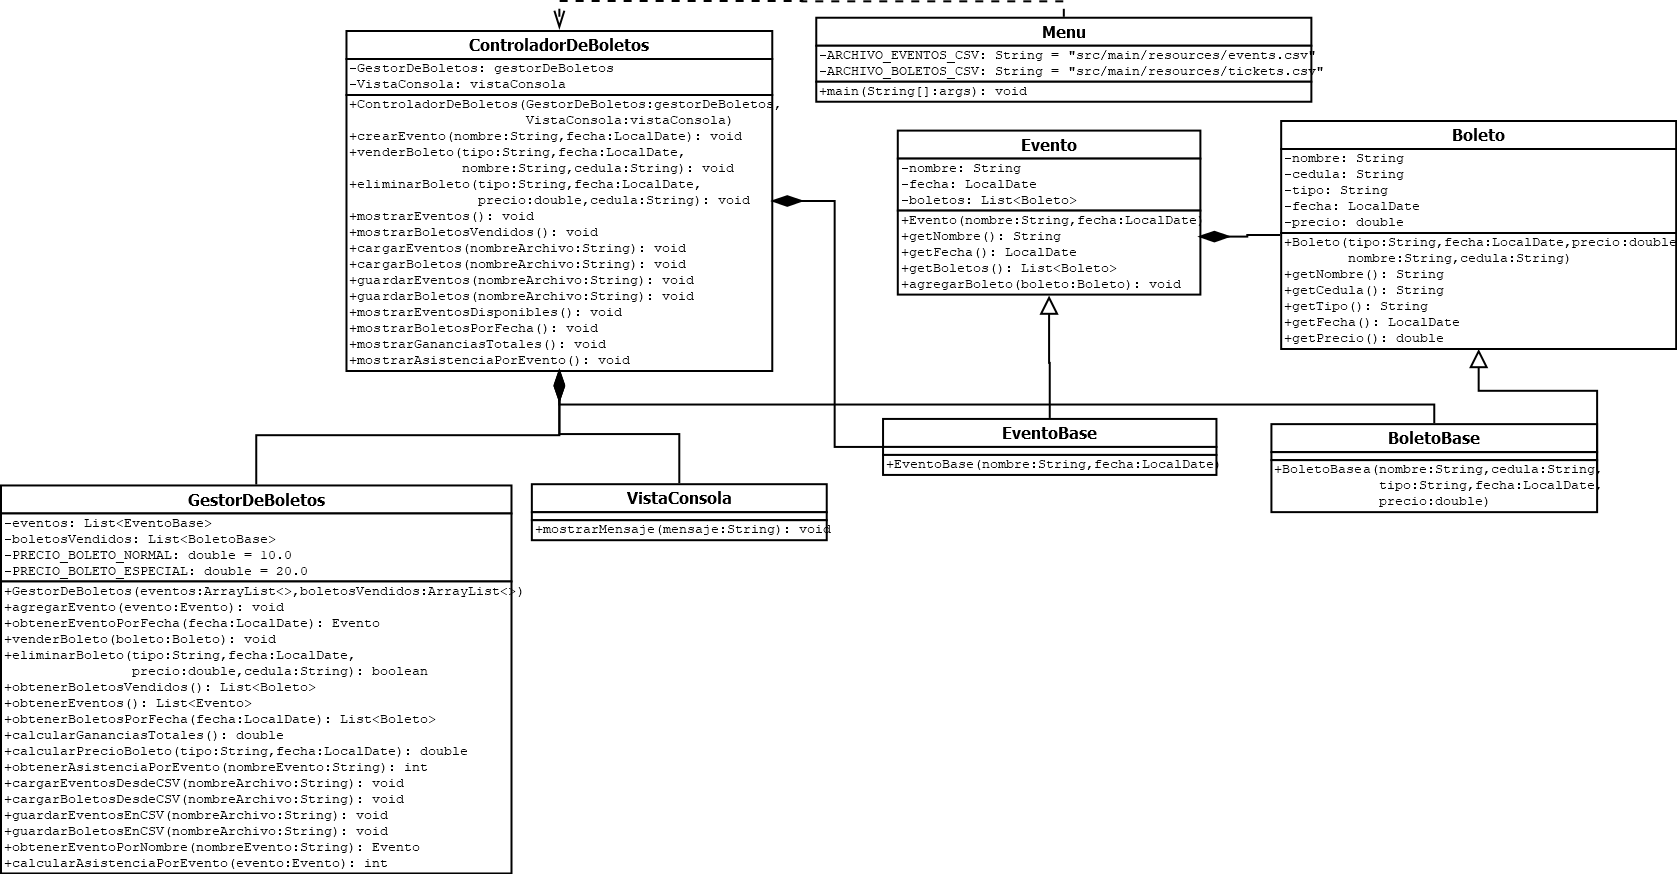 ControladorDeBoletos
-GestorDeBoletos: gestorDeBoletos
-VistaConsola: vistaConsola
+ControladorDeBoletos(GestorDeBoletos:gestorDeBoletos,
VistaConsola:vistaConsola)
+crearEvento(nombre:String,fecha:LocalDate): void
+venderBoleto(tipo:String,fecha:LocalDate,
nombre:String,cedula:String): void
+eliminarBoleto(tipo:String,fecha:LocalDate,
precio:double,cedula:String): void
+mostrarEventos(): void
+mostrarBoletosVendidos(): void
+cargarEventos(nombreArchivo:String): void
+cargarBoletos(nombreArchivo:String): void
+guardarEventos(nombreArchivo:String): void
+guardarBoletos(nombreArchivo:String): void
+mostrarEventosDisponibles(): void
+mostrarBoletosPorFecha(): void
+mostrarGananciasTotales(): void
+mostrarAsistenciaPorEvento(): void
Menu
-ARCHIVO_EVENTOS_CSV: String = "src/main/resources/events.csv"
-ARCHIVO_BOLETOS_CSV: String = "src/main/resources/tickets.csv"
+main(String[]:args): void
Evento
-nombre: String
-fecha: LocalDate
-boletos: List<Boleto>
+Evento(nombre:String,fecha:LocalDate)
+getNombre(): String
+getFecha(): LocalDate
+getBoletos(): List<Boleto>
+agregarBoleto(boleto:Boleto): void
Boleto
-nombre: String
-cedula: String
-tipo: String
-fecha: LocalDate
-precio: double
+Boleto(tipo:String,fecha:LocalDate,precio:double
nombre:String,cedula:String)
+getNombre(): String
+getCedula(): String
+getTipo(): String
+getFecha(): LocalDate
+getPrecio(): double
EventoBase
+EventoBase(nombre:String,fecha:LocalDate)
BoletoBase
+BoletoBasea(nombre:String,cedula:String,
tipo:String,fecha:LocalDate,
precio:double)
GestorDeBoletos
-eventos: List<EventoBase>
-boletosVendidos: List<BoletoBase>
-PRECIO_BOLETO_NORMAL: double = 10.0
-PRECIO_BOLETO_ESPECIAL: double = 20.0
+GestorDeBoletos(eventos:ArrayList<>,boletosVendidos:ArrayList<>)
+agregarEvento(evento:Evento): void
+obtenerEventoPorFecha(fecha:LocalDate): Evento
+venderBoleto(boleto:Boleto): void
+eliminarBoleto(tipo:String,fecha:LocalDate,
precio:double,cedula:String): boolean
+obtenerBoletosVendidos(): List<Boleto>
+obtenerEventos(): List<Evento>
+obtenerBoletosPorFecha(fecha:LocalDate): List<Boleto>
+calcularGananciasTotales(): double
+calcularPrecioBoleto(tipo:String,fecha:LocalDate): double
+obtenerAsistenciaPorEvento(nombreEvento:String): int
+cargarEventosDesdeCSV(nombreArchivo:String): void
+cargarBoletosDesdeCSV(nombreArchivo:String): void
+guardarEventosEnCSV(nombreArchivo:String): void
+guardarBoletosEnCSV(nombreArchivo:String): void
+obtenerEventoPorNombre(nombreEvento:String): Evento
+calcularAsistenciaPorEvento(evento:Evento): int
VistaConsola
+mostrarMensaje(mensaje:String): void